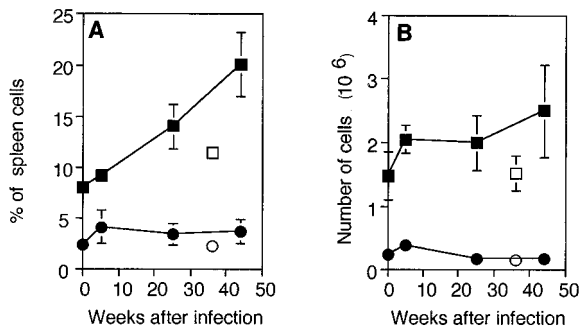 A
% of spleen cells
25
20
15
10
5
0
0 10 20 30 40 50
Weeks after infection
B
Number of cells (10 6)
4
3
2
1
0
0 10 20 30 40 50
Weeks after infection